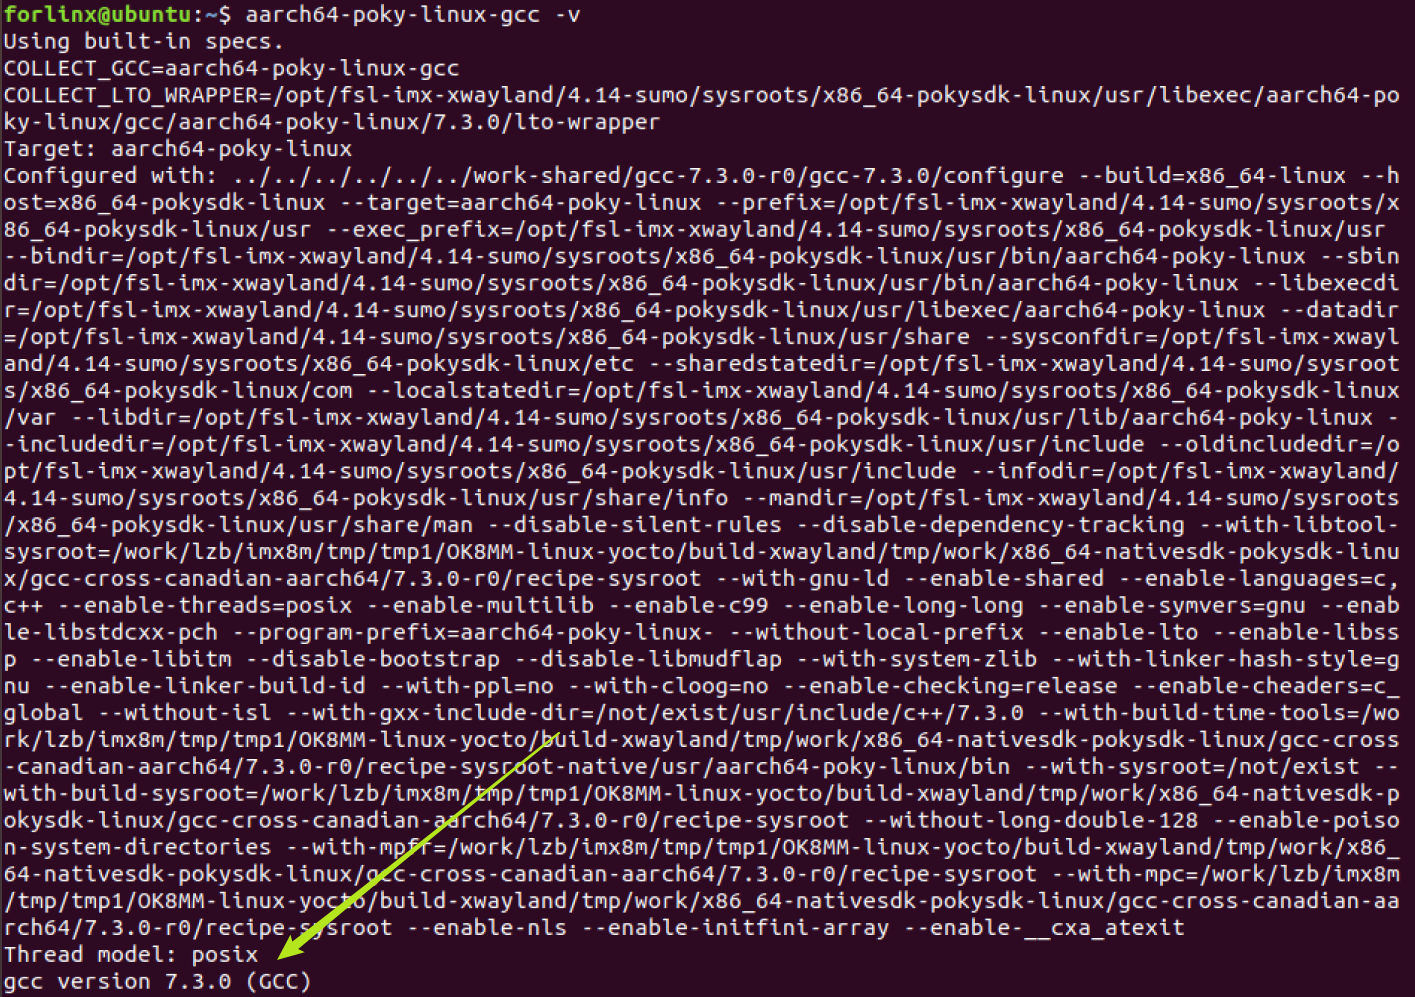 forlinx@ubuntu:~$ aarch64-poky-linux-gcc -v
Using built-in specs.
COLLECT_GCC=aarch64-poky-linux-gcc
COLLECT_LTO_WRAPPER=/opt/fsl-imx-xwayland/4.14-sumo/sysroots/x86_64-pokysdk-linux/usr/libexec/aarch64-po
ky-linux/gcc/aarch64-poky-linux/7.3.0/lto-wrapper
Target: aarch64-poky-linux
Configured with: ../../../../../../work-shared/gcc-7.3.0-r0/gcc-7.3.0/configure --build=x86_64-linux --h
ost=x86_64-pokysdk-linux --target=aarch64-poky-linux --prefix=/opt/fsl-imx-xwayland/4.14-sumo/sysroots/x
86_64-pokysdk-linux/usr --exec_prefix=/opt/fsl-imx-xwayland/4.14-sumo/sysroots/x86_64-pokysdk-linux/usr
--bindir=/opt/fsl-imx-xwayland/4.14-sumo/sysroots/x86_64-pokysdk-linux/usr/bin/aarch64-poky-linux --sbin
dir=/opt/fsl-imx-xwayland/4.14-sumo/sysroots/x86_64-pokysdk-linux/usr/bin/aarch64-poky-linux --libexecdi
r=/opt/fsl-imx-xwayland/4.14-sumo/sysroots/x86_64-pokysdk-linux/usr/libexec/aarch64-poky-linux --datadir
=/opt/fsl-imx-xwayland/4.14-sumo/sysroots/x86_64-pokysdk-linux/usr/share --sysconfdir=/opt/fsl-imx-xwayl
and/4.14-sumo/sysroots/x86_64-pokysdk-linux/etc --sharedstatedir=/opt/fsl-imx-xwayland/4.14-sumo/sysroot
s/x86_64-pokysdk-linux/com --localstatedir=/opt/fsl-imx-xwayland/4.14-sumo/sysroots/x86_64-pokysdk-linux
/var --libdir=/opt/fsl-imx-xwayland/4.14-sumo/sysroots/x86_64-pokysdk-linux/usr/lib/aarch64-poky-linux -
-includedir=/opt/fsl-imx-xwayland/4.14-sumo/sysroots/x86_64-pokysdk-linux/usr/include --oldincludedir=/o
pt/fsl-imx-xwayland/4.14-sumo/sysroots/x86_64-pokysdk-linux/usr/include --infodir=/opt/fsl-imx-xwayland/
4.14-sumo/sysroots/x86_64-pokysdk-linux/usr/share/info --mandir=/opt/fsl-imx-xwayland/4.14-sumo/sysroots
/x86_64-pokysdk-linux/usr/share/man --disable-silent-rules --disable-dependency-tracking --with-libtool-
sysroot=/work/lzb/imx8m/tmp/tmp1/OK8MM-linux-yocto/build-xwayland/tmp/work/x86_64-nativesdk-pokysdk-linu
x/gcc-cross-canadian-aarch64/7.3.0-r0/recipe-sysroot --with-gnu-ld --enable-shared --enable-languages=c,
c++ --enable-threads=posix --enable-multilib --enable-c99 --enable-long-long --enable-symvers=gnu --enab
le-libstdcxx-pch --program-prefix=aarch64-poky-linux- --without-local-prefix --enable-lto --enable-libss
p --enable-libitm --disable-bootstrap --disable-libmudflap --with-system-zlib --with-linker-hash-style=g
nu --enable-linker-build-id --with-ppl=no --with-cloog=no --enable-checking=release --enable-cheaders=c_
global --without-isl --with-gxx-include-dir=/not/exist/usr/include/c++/7.3.0 --with-build-time-tools=/wo
rk/lzb/imx8m/tmp/tmp1/OK8MM-linux-yocto/build-xwayland/tmp/work/x86_64-nativesdk-pokysdk-linux/gcc-cross
-canadian-aarch64/7.3.0-r0/recipe-sysroot-native/usr/aarch64-poky-linux/bin --with-sysroot=/not/exist --
with-build-sysroot=/work/lzb/imx8m/tmp/tmp1/OK8MM-linux-yocto/build-xwayland/tmp/work/x86_64-nativesdk-p
okysdk-linux/gcc-cross-canadian-aarch64/7.3.0-r0/recipe-sysroot --without-long-double-128 --enable-poiso
n-system-directories --with-mpfr=/work/lzb/imx8m/tmp/tmp1/OK8MM-linux-yocto/build-xwayland/tmp/work/x86_
64-nativesdk-pokysdk-linux/gcc-cross-canadian-aarch64/7.3.0-r0/recipe-sysroot --with-mpc=/work/lzb/imx8m
/tmp/tmp1/OK8MM-linux-yocto/build-xwayland/tmp/work/x86_64-nativesdk-pokysdk-linux/gcc-cross-canadian-aa
rch64/7.3.0-r0/recipe-sysroot --enable-nls --enable-initfini-array --enable-__cxa_atexit
Thread model: posix
gcc version 7.3.0 (GCC)